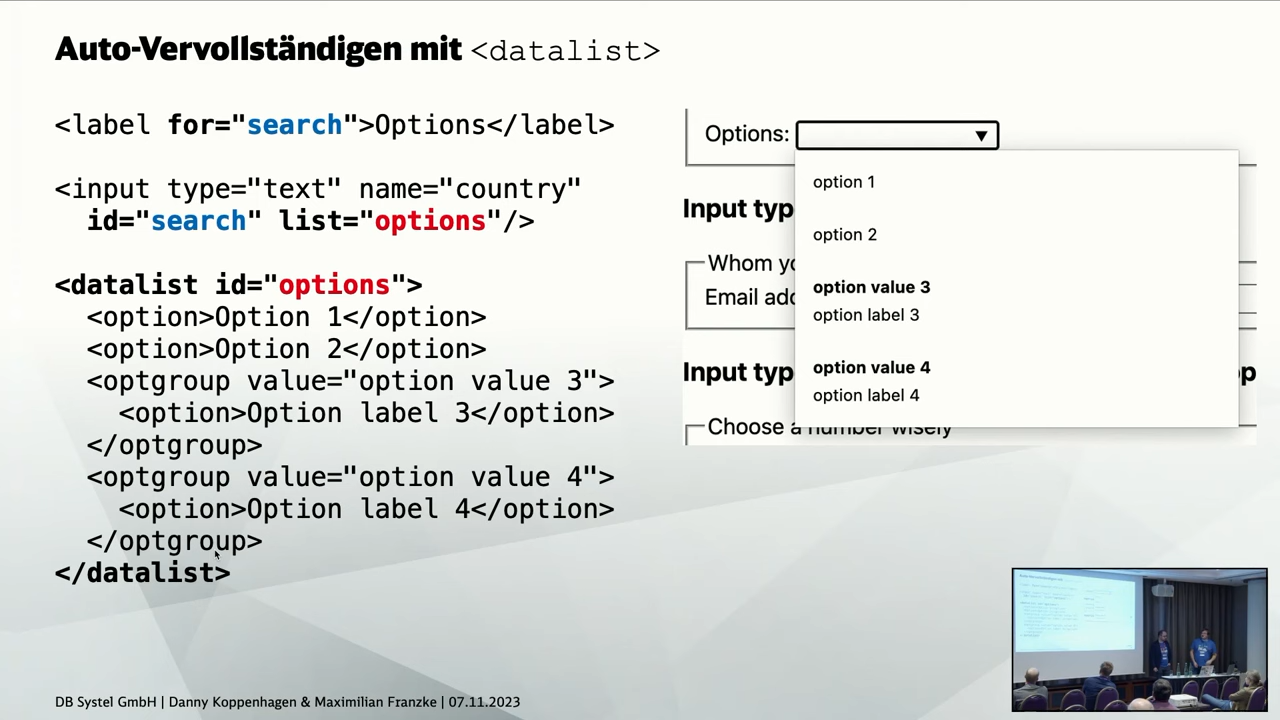 Auto-Vervollständigen mit <datalist>
<label for="search">Options</label>
<input type="text" name="country"
id="search" list="options"/>
<datalist id="options">
<option>Option 1</option>
<option>Option 2</option>
<optgroup value="option value 3">
<option>Option label 3</option>
</optgroup>
<optgroup value="option value 4">
<option>Option label 4</option>
</optgroup>
</datalist>
Options:
option 1
Input typ
option 2
Whom yo
option value 3
Email add
option label 3
Input typ
option value 4
op
option label 4
Choose a number wisely
DB Systel GmbH | Danny Koppenhagen & Maximilian Franzke | 07.11.2023